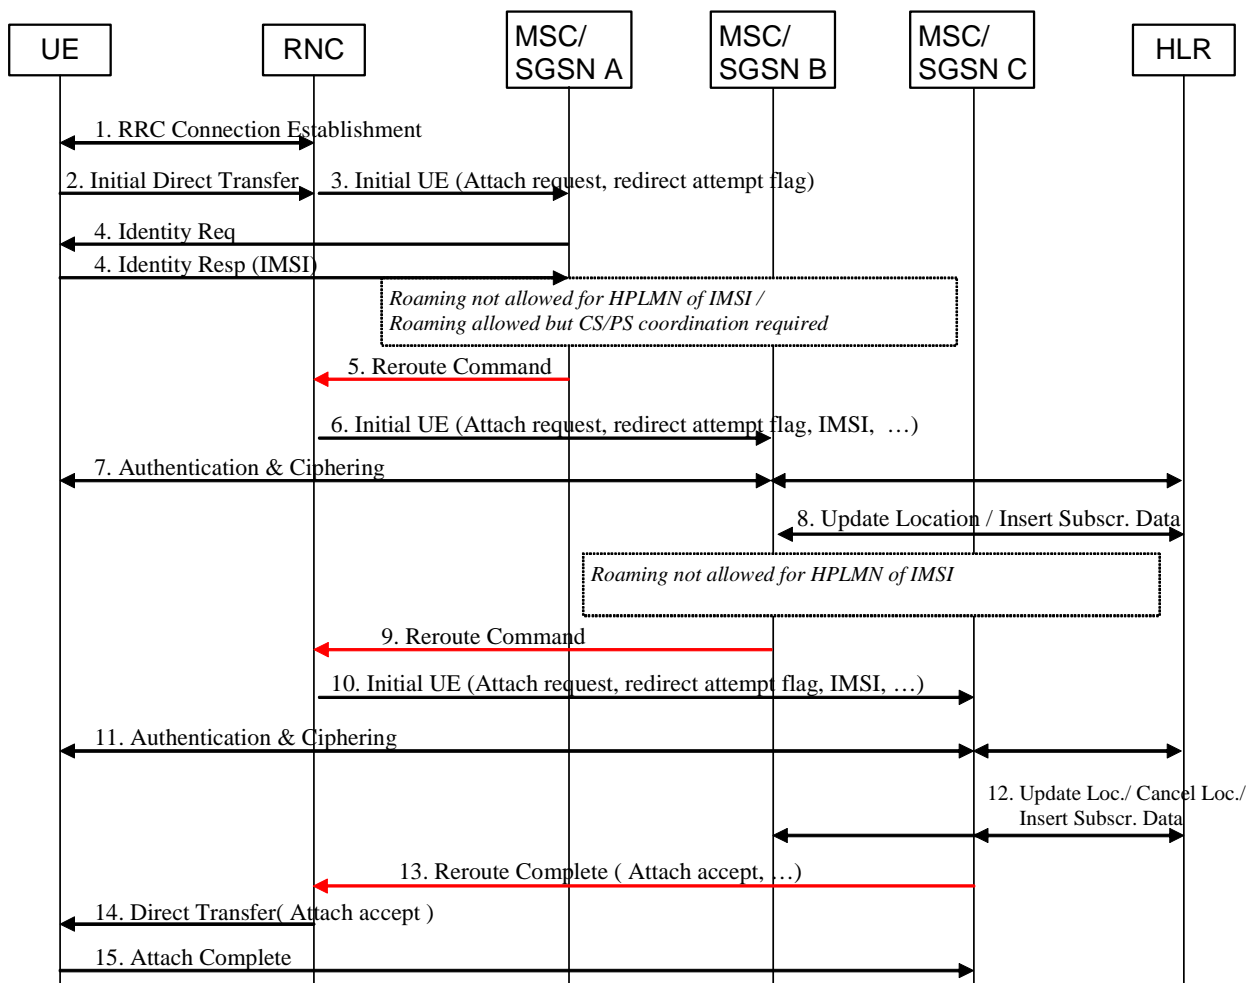 UE
RNC
MSC/
SGSN A
MSC/
SGSN B
MSC/
SGSN C
HLR
1. RRC Connection Establishment
2. Initial Direct Transfer
3. Initial UE (Attach request, redirect attempt flag)
4. Identity Req
4. Identity Resp (IMSI)
Roaming not allowed for HPLMN of IMSI /
Roaming allowed but CS/PS coordination required
5. Reroute Command
6. Initial UE (Attach request, redirect attempt flag, IMSI, …)
7. Authentication & Ciphering
8. Update Location / Insert Subscr. Data
Roaming not allowed for HPLMN of IMSI
9. Reroute Command
10. Initial UE (Attach request, redirect attempt flag, IMSI, …)
11. Authentication & Ciphering
12. Update Loc./ Cancel Loc./
Insert Subscr. Data
13. Reroute Complete ( Attach accept, …)
14. Direct Transfer( Attach accept )
15. Attach Complete